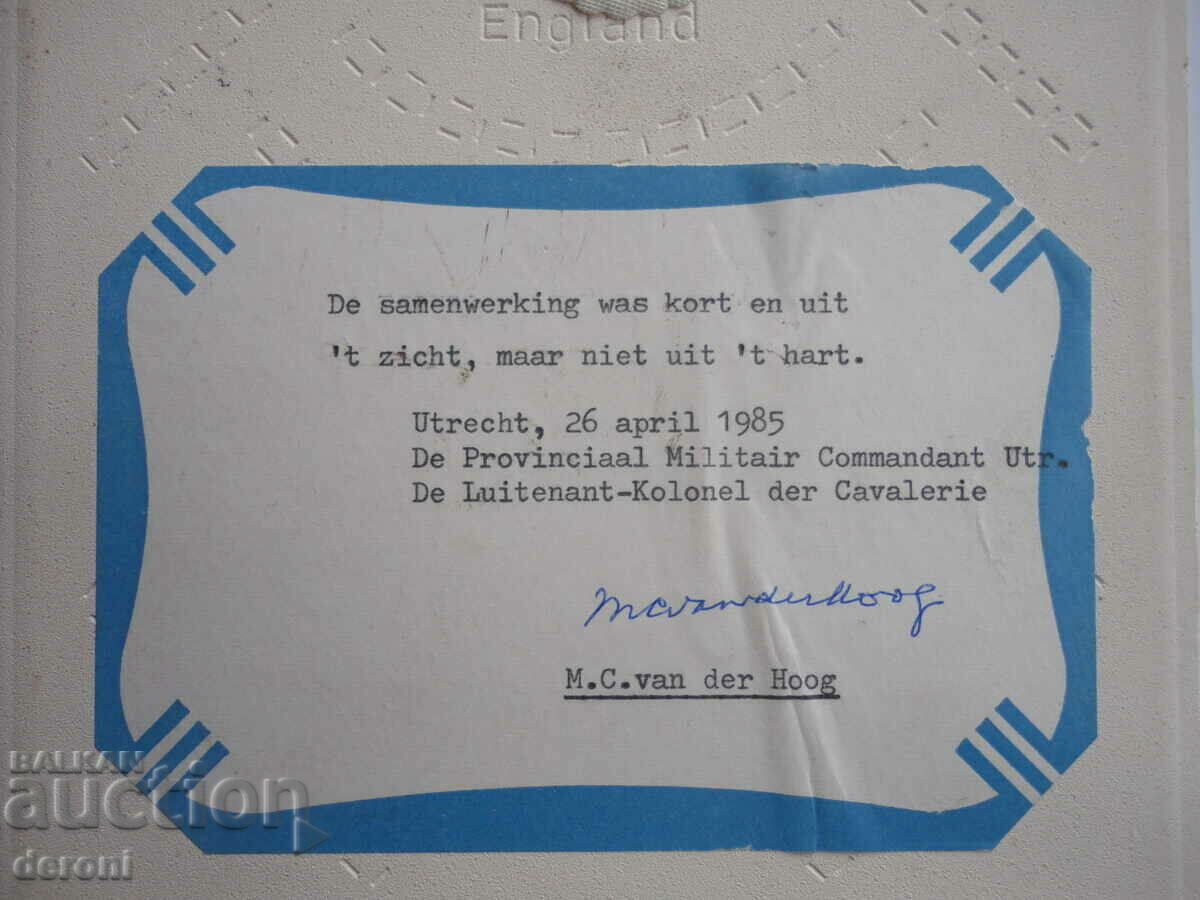 England
De samenwerking was kort en uit
't zicht, maar niet uit 't hart.
Utrecht, 26 april 1985
De Provinciaal Militair Commandant Utr.
De Luitenant-Kolonel der Cavalerie
MCvanderHoog
M.C.van der Hoog
BALKAN
auction
deroni